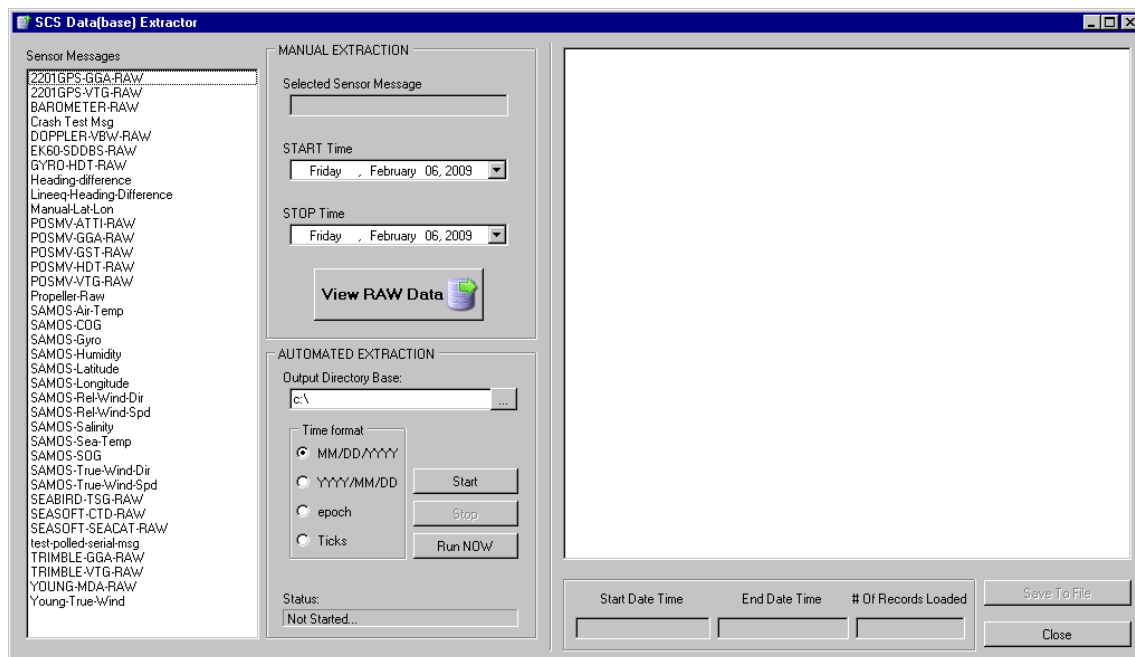 SCS Data(base) Extractor
Sensor Messages
2201GPS-GGA-RAW
2201GPS-VTG-RAW
BAROMETER-RAW
Crash Test Msg
DOPPLER-VBW-RAW
EK60-SDDBS-RAW
GYRO-HDT-RAW
Heading-difference
Lineeq-Heading-Difference
Manual-Lat-Lon
POSMV-ATTI-RAW
POSMV-GGA-RAW
POSMV-GST-RAW
POSMV-HDT-RAW
POSMV-VTG-RAW
Propeller-Raw
SAMOS-Air-Temp
SAMOS-COG
SAMOS-Gyro
SAMOS-Humidity
SAMOS-Latitude
SAMOS-Longitude
SAMOS-Rel-Wind-Dir
SAMOS-Rel-Wind-Spd
SAMOS-Salinity
SAMOS-Sea-Temp
SAMOS-SOG
SAMOS-True-Wind-Dir
SAMOS-True-Wind-Spd
SEABIRD-TSG-RAW
SEASOFT-CTD-RAW
SEASOFT-SEACAT-RAW
test-polled-serial-msg
TRIMBLE-GGA-RAW
TRIMBLE-VTG-RAW
YOUNG-MDA-RAW
Young-True-Wind
MANUAL EXTRACTION
Selected Sensor Message
START Time
Friday , February 06, 2009
STOP Time
Friday , February 06, 2009
View RAW Data
AUTOMATED EXTRACTION
Output Directory Base:
c:\
...
Time format
MM/DD/YYYY
YYYY/MM/DD
epoch
Ticks
Start
Stop
Run NOW
Status:
Not Started...
Start Date Time
End Date Time
# Of Records Loaded
Save To File
Close